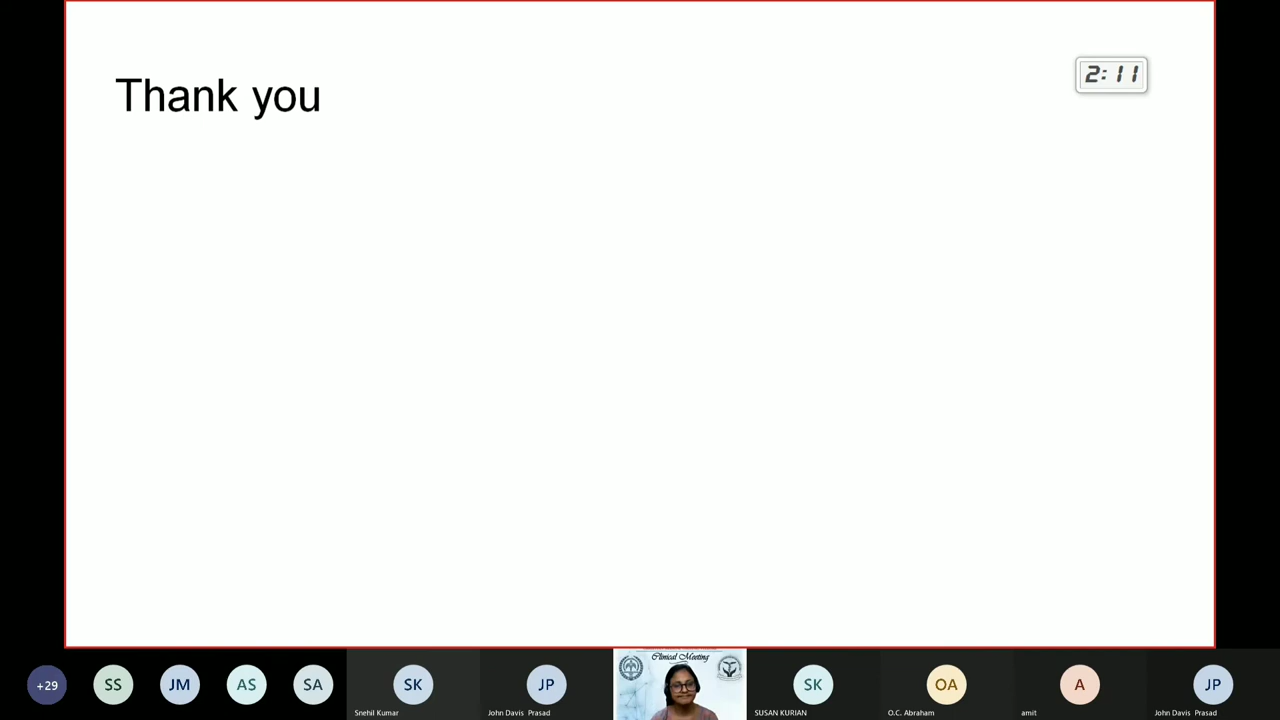 Thank you
2:11
Clinical Meeting
+29
SS
JM
AS
SA
SK
Snehil Kumar
JP
John Davis Prasad
SK
SUSAN KURIAN
OA
O.C. Abraham
A
amit
JP
John Davis Prasad